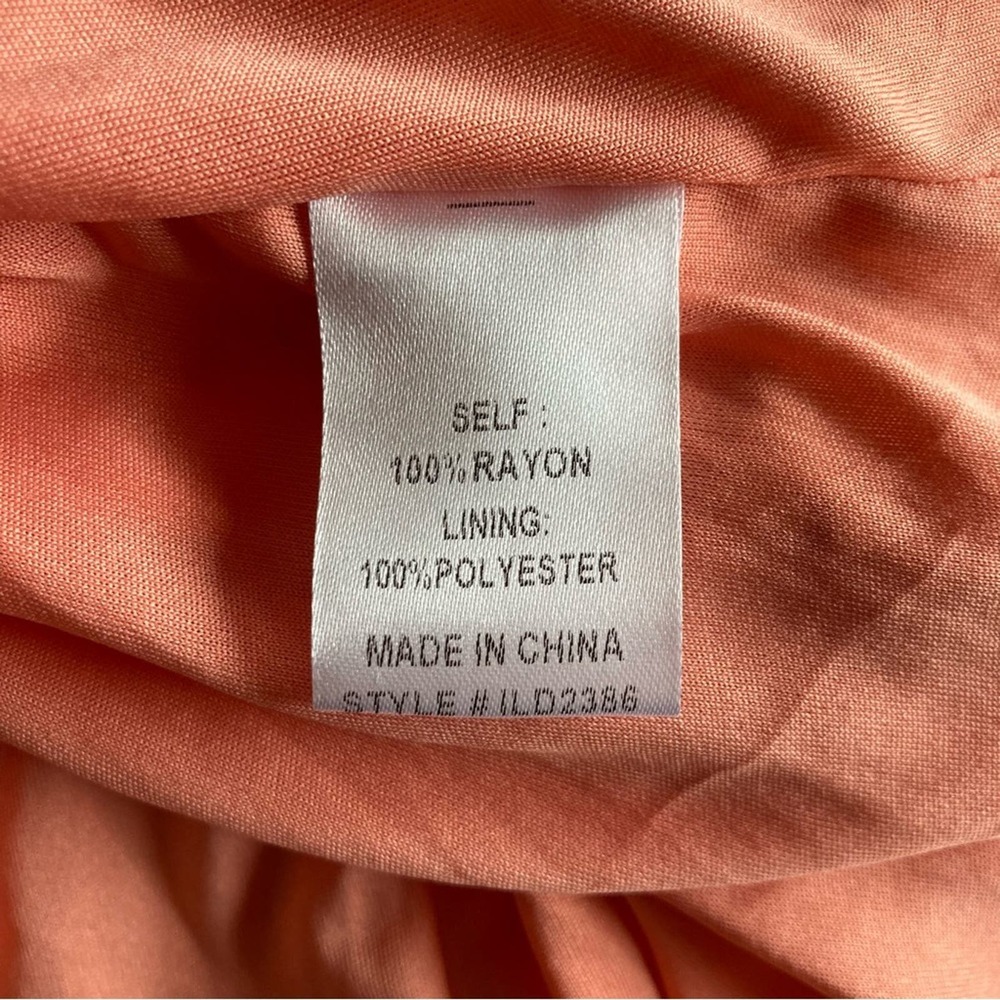 SELF :
100% RAYON
LINING:
100%POLYESTER
MADE IN CHINA
STYLE # ILD2386